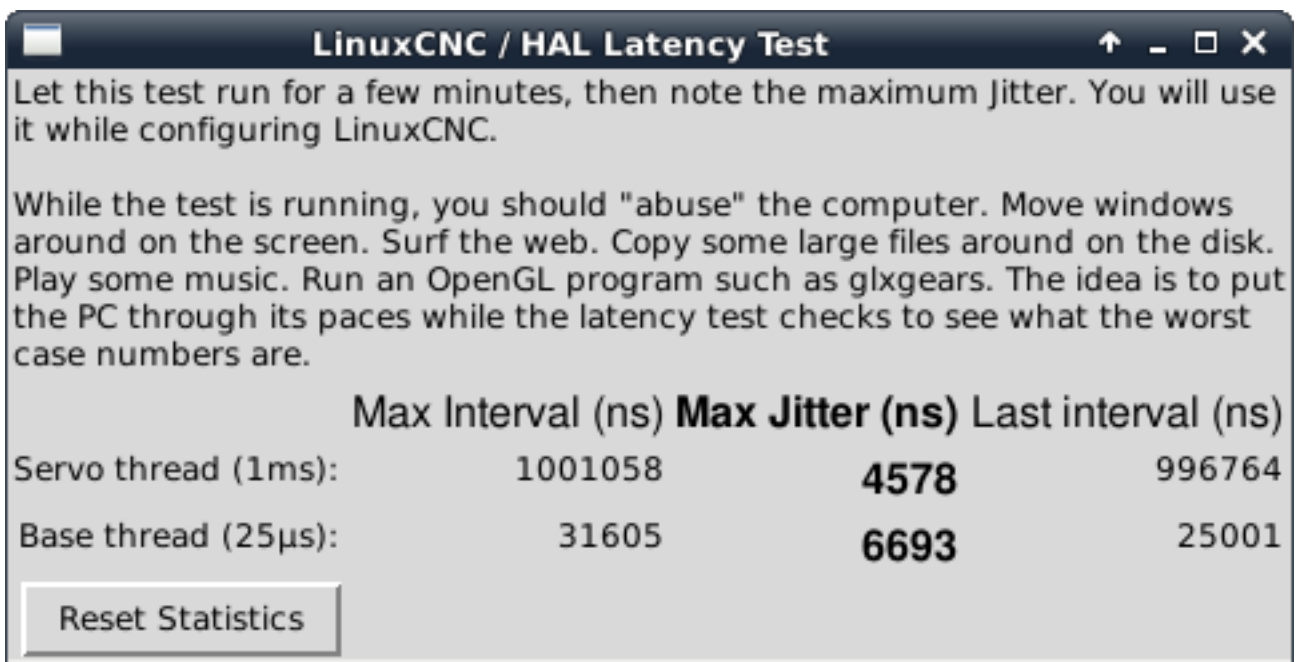 LinuxCNC / HAL Latency Test
Let this test run for a few minutes, then note the maximum Jitter. You will use
it while configuring LinuxCNC.
While the test is running, you should "abuse" the computer. Move windows
around on the screen. Surf the web. Copy some large files around on the disk.
Play some music. Run an OpenGL program such as glxgears. The idea is to put
the PC through its paces while the latency test checks to see what the worst
case numbers are.
Max Interval (ns) Max Jitter (ns) Last interval (ns)
Servo thread (1ms): 1001058 4578 996764
Base thread (25µs): 31605 6693 25001
Reset Statistics